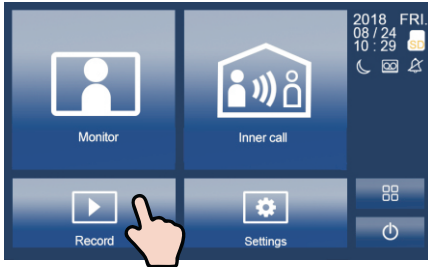 2018 FRI.
08 / 24
10 : 29 SD
Monitor
Inner call
Record
Settings